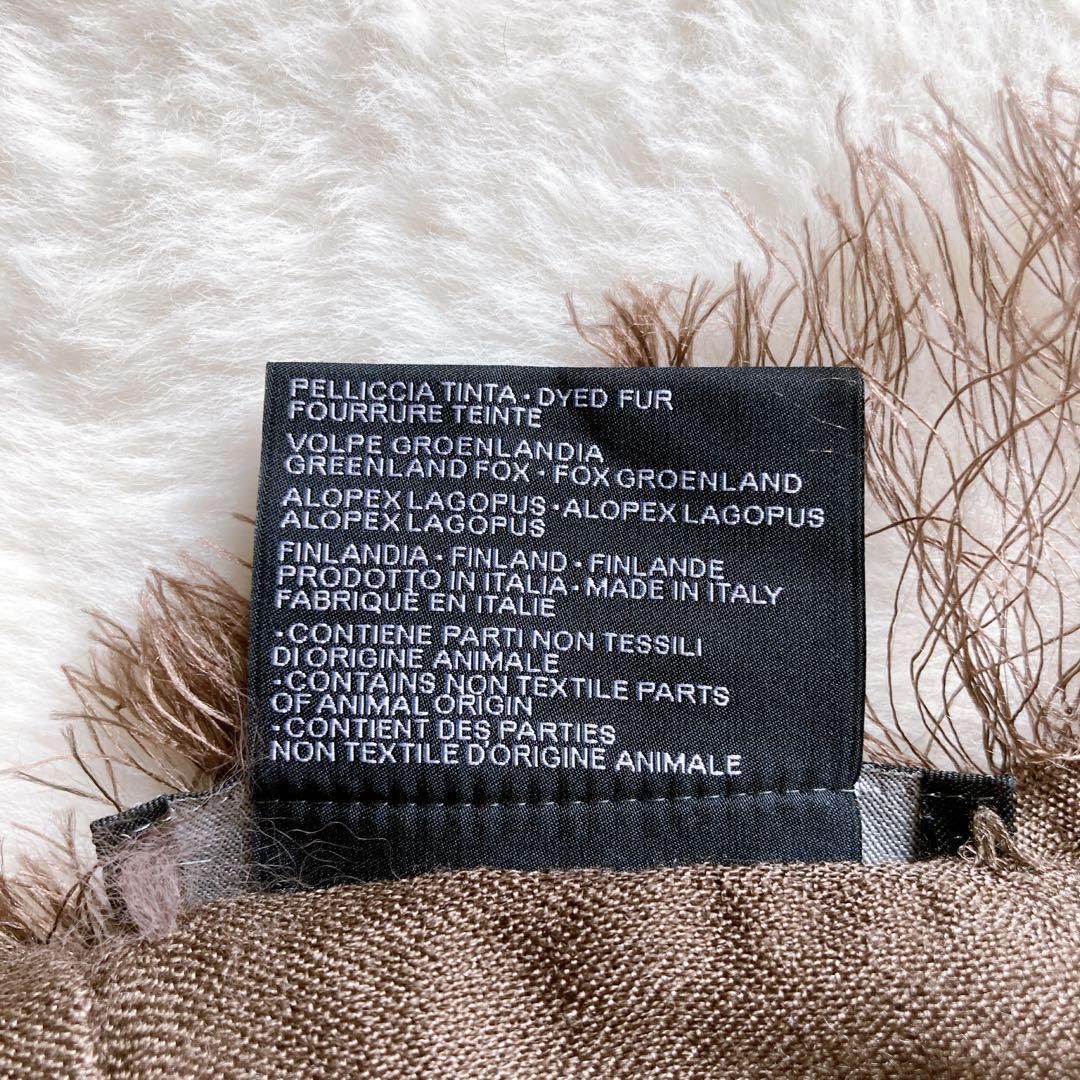 PELLICCIA TINTA · DYED FUR
FOURRURE TEINTE
VOLPE GROENLANDIA
GREENLAND FOX · FOX GROENLAND
ALOPEX LAGOPUS · ALOPEX LAGOPUS
ALOPEX LAGOPUS
FINLANDIA · FINLAND · FINLANDE
PRODOTTO IN ITALIA · MADE IN ITALY
FABRIQUE EN ITALIE
·CONTIENE PARTI NON TESSILI
DI ORIGINE ANIMALE
·CONTAINS NON TEXTILE PARTS
OF ANIMAL ORIGIN
·CONTIENT DES PARTIES
NON TEXTILE D'ORIGINE ANIMALE